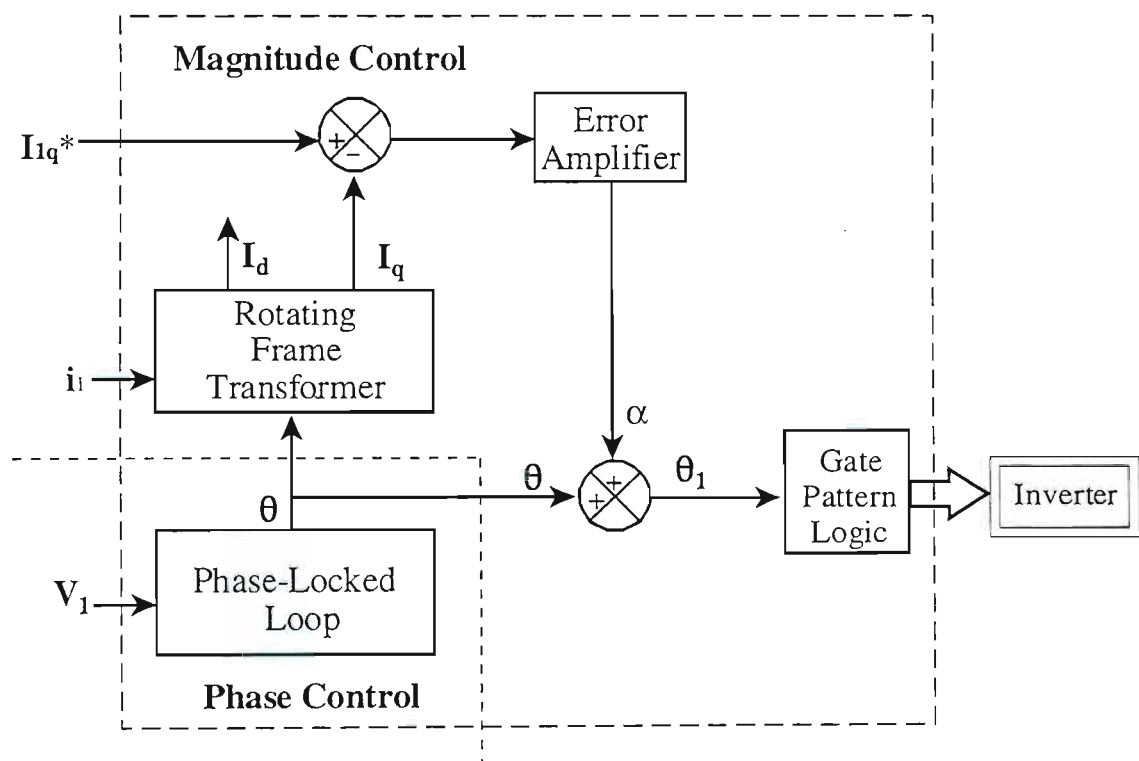 Magnitude Control
I1q*
+
−
Error
Amplifier
Id
Iq
Rotating
Frame
Transformer
i1
α
θ
θ
+
+
θ1
Gate
Pattern
Logic
Inverter
V1
Phase-Locked
Loop
Phase Control